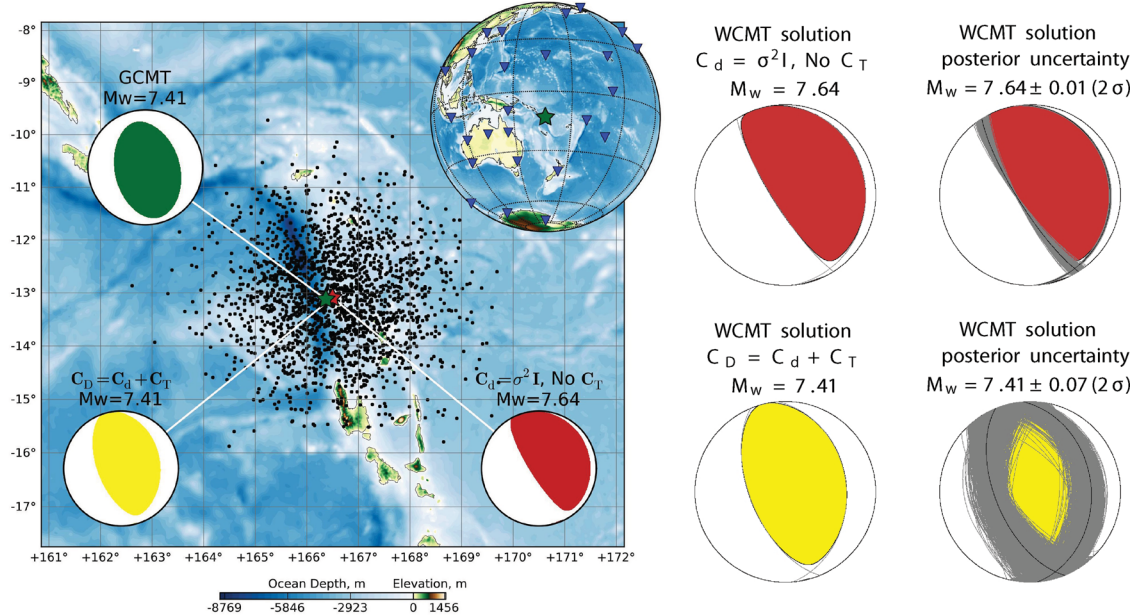 GCMT
Mw=7.41
-8°
-9°
-10°
-11°
-12°
-13°
-14°
-15°
-16°
-17°
C_D=C_d+C_T
Mw=7.41
C_d=σ²I, No C_T
Mw=7.64
+161° +162° +163° +164° +165° +166° +167° +168° +169° +170° +171° +172°
Ocean Depth, m Elevation, m
-8769 -5846 -2923 0 1456
WCMT solution
C_d = σ²I, No C_T
M_w = 7.64
WCMT solution
posterior uncertainty
M_w = 7.64± 0.01 (2 σ)
WCMT solution
C_D = C_d + C_T
M_w = 7.41
WCMT solution
posterior uncertainty
M_w = 7.41± 0.07 (2 σ)